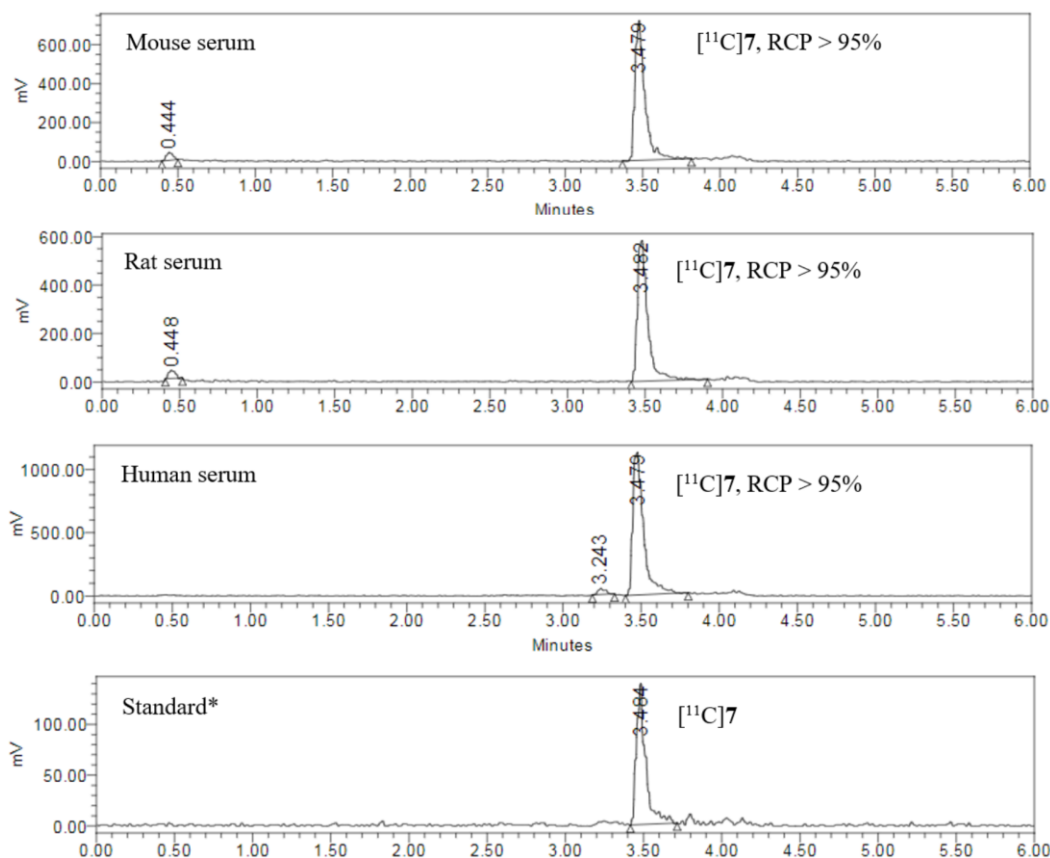 Mouse serum
[¹¹C]7, RCP > 95%
600.00
400.00
200.00
0.00
mV
0.444
3.479
0.00 0.50 1.00 1.50 2.00 2.50 3.00 3.50 4.00 4.50 5.00 5.50 6.00
Minutes
Rat serum
[¹¹C]7, RCP > 95%
600.00
400.00
200.00
0.00
mV
0.448
3.482
0.00 0.50 1.00 1.50 2.00 2.50 3.00 3.50 4.00 4.50 5.00 5.50 6.00
Human serum
[¹¹C]7, RCP > 95%
1000.00
500.00
0.00
mV
3.243
3.479
0.00 0.50 1.00 1.50 2.00 2.50 3.00 3.50 4.00 4.50 5.00 5.50 6.00
Minutes
Standard*
[¹¹C]7
100.00
50.00
0.00
mV
3.484
0.00 0.50 1.00 1.50 2.00 2.50 3.00 3.50 4.00 4.50 5.00 5.50 6.00